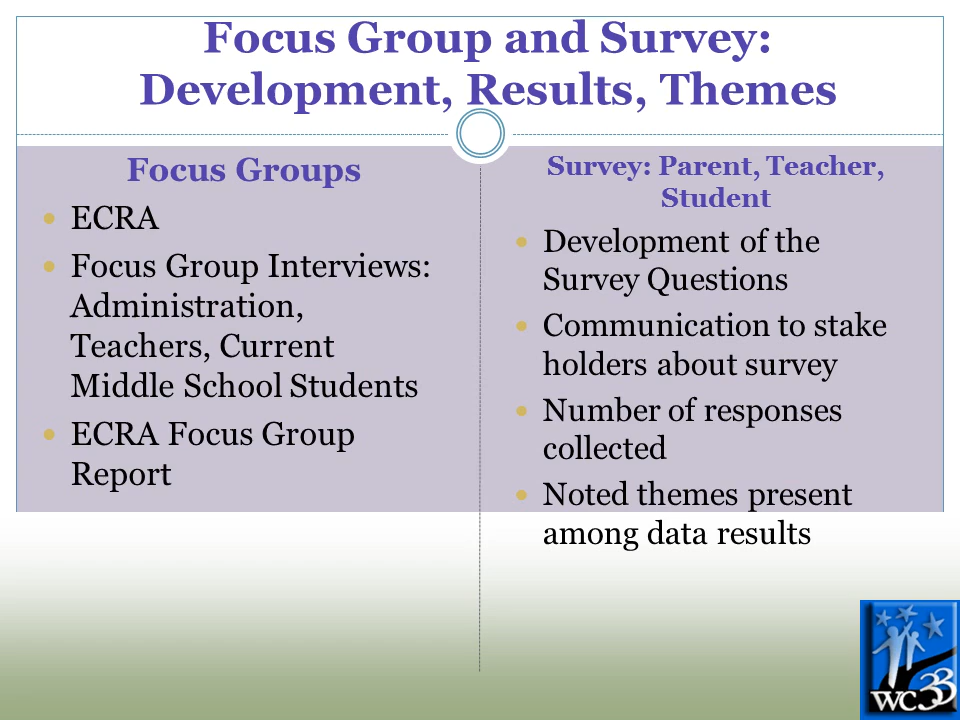 Focus Group and Survey:
Development, Results, Themes
Focus Groups
ECRA
Focus Group Interviews:
Administration,
Teachers, Current
Middle School Students
ECRA Focus Group
Report
Survey: Parent, Teacher,
Student
Development of the
Survey Questions
Communication to stake
holders about survey
Number of responses
collected
Noted themes present
among data results
WC33